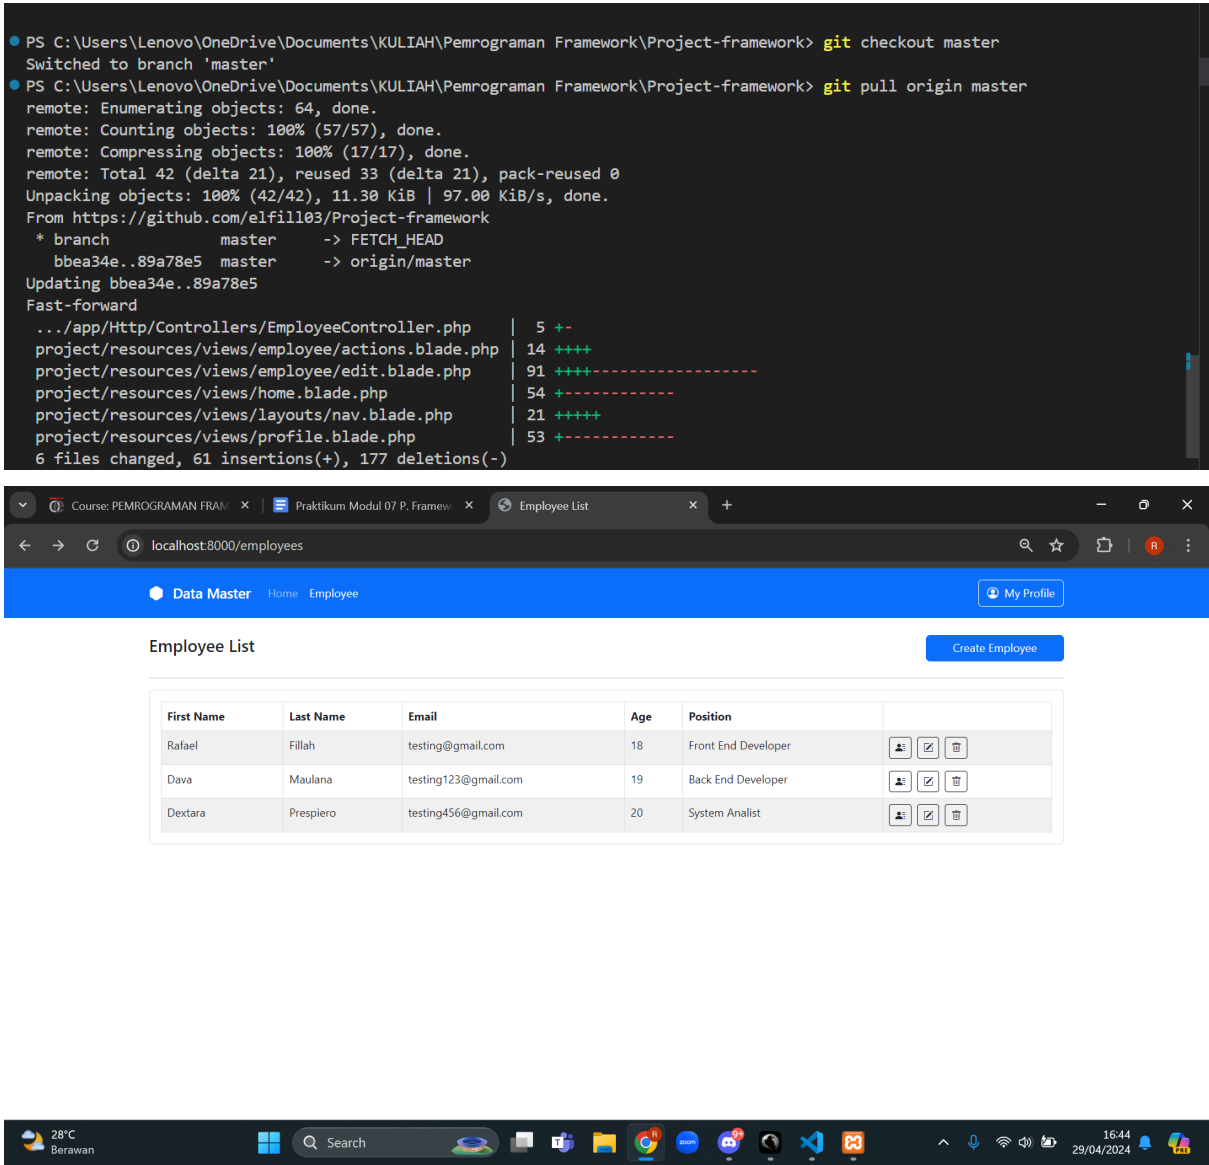 PS C:\Users\Lenovo\OneDrive\Documents\KULIAH\Pemrograman Framework\Project-framework> git checkout master
Switched to branch 'master'
PS C:\Users\Lenovo\OneDrive\Documents\KULIAH\Pemrograman Framework\Project-framework> git pull origin master
remote: Enumerating objects: 64, done.
remote: Counting objects: 100% (57/57), done.
remote: Compressing objects: 100% (17/17), done.
remote: Total 42 (delta 21), reused 33 (delta 21), pack-reused 0
Unpacking objects: 100% (42/42), 11.30 KiB | 97.00 KiB/s, done.
From https://github.com/elfill03/Project-framework
* branch master -> FETCH_HEAD
bbea34e..89a78e5 master -> origin/master
Updating bbea34e..89a78e5
Fast-forward
.../app/Http/Controllers/EmployeeController.php | 5 +-
project/resources/views/employee/actions.blade.php | 14 ++++
project/resources/views/employee/edit.blade.php | 91 ++++------------------
project/resources/views/home.blade.php | 54 +------------
project/resources/views/layouts/nav.blade.php | 21 +++++
project/resources/views/profile.blade.php | 53 +------------
6 files changed, 61 insertions(+), 177 deletions(-)
Course: PEMROGRAMAN FRAM Praktikum Modul 07 P. Framew Employee List
localhost:8000/employees R
Data Master Home Employee My Profile
Employee List Create Employee
First Name Last Name Email Age Position
Rafael Fillah testing@gmail.com 18 Front End Developer
Dava Maulana testing123@gmail.com 19 Back End Developer
Dextara Prespiero testing456@gmail.com 20 System Analist
28°C
Berawan
Search
R
zoom
9+
16:44
29/04/2024
PRE